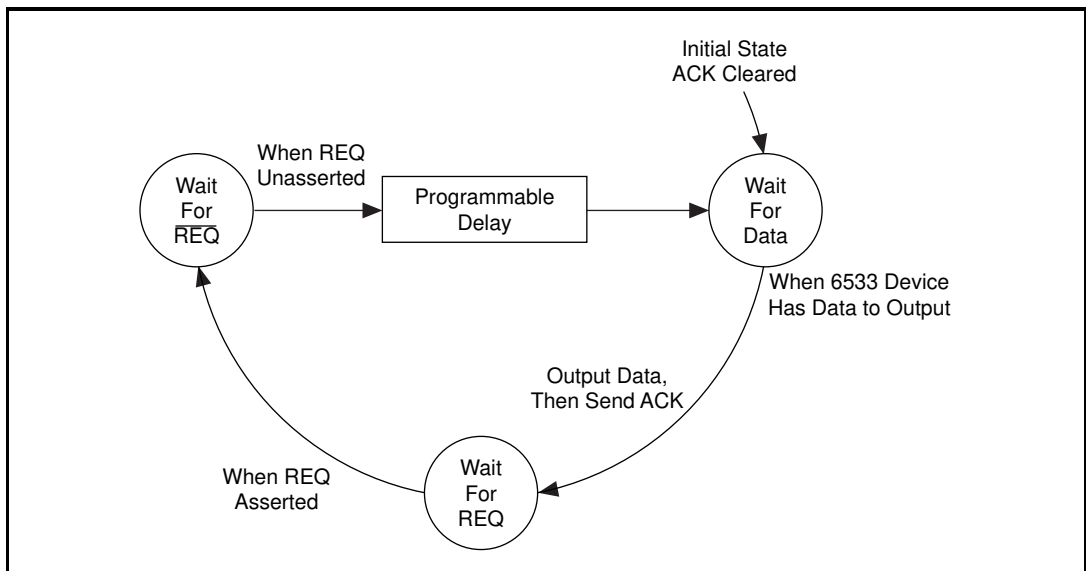 Initial State
ACK Cleared
When REQ
Unasserted
Wait
For
REQ
Programmable
Delay
Wait
For
Data
When 6533 Device
Has Data to Output
Output Data,
Then Send ACK
When REQ
Asserted
Wait
For
REQ